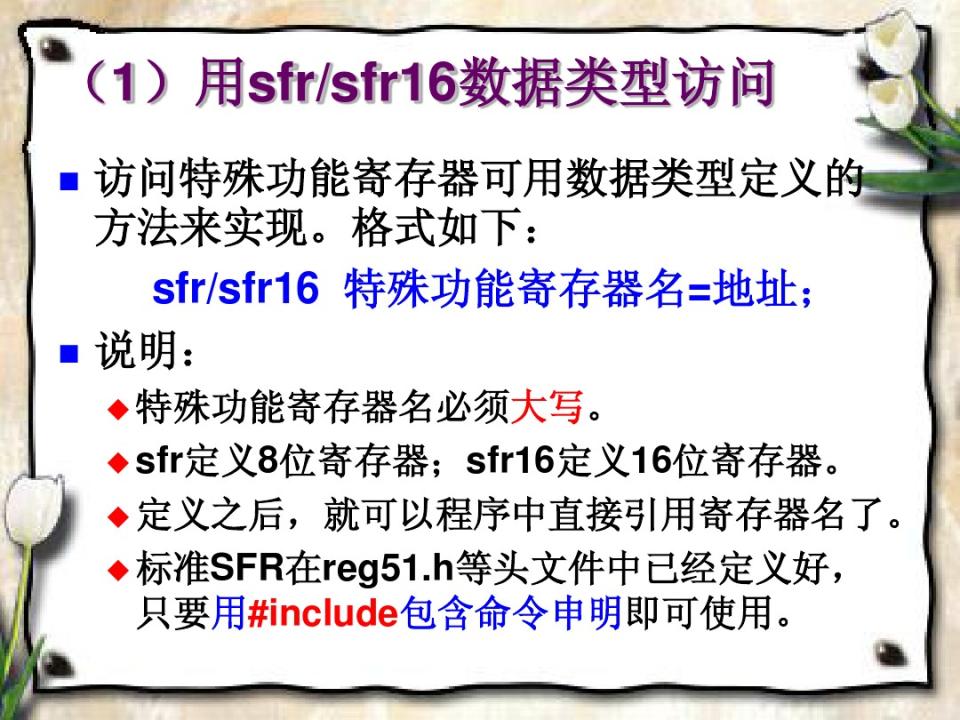 （1）用sfr/sfr16数据类型访问
访问特殊功能寄存器可用数据类型定义的
方法来实现。格式如下：
sfr/sfr16 特殊功能寄存器名=地址；
说明：
特殊功能寄存器名必须大写。
sfr定义8位寄存器；sfr16定义16位寄存器。
定义之后，就可以程序中直接引用寄存器名了。
标准SFR在reg51.h等头文件中已经定义好，
只要用#include包含命令申明即可使用。